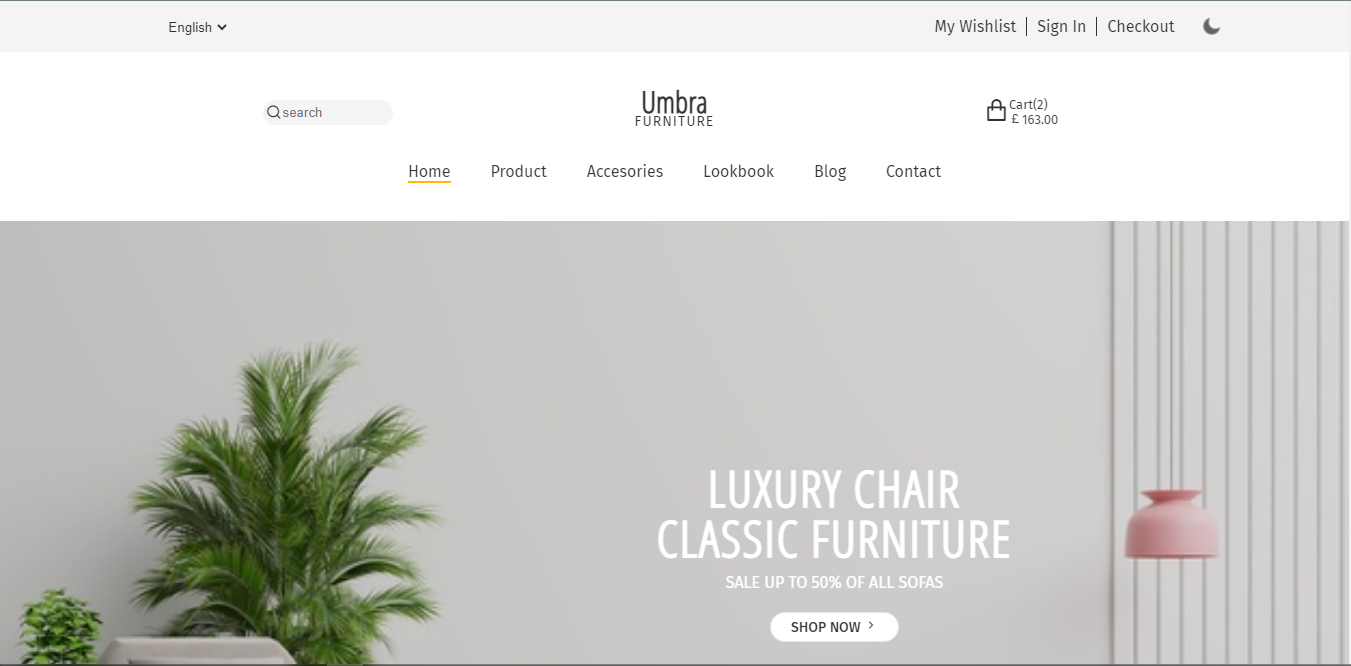 English
My Wishlist
Sign In
Checkout
search
Umbra
FURNITURE
Cart(2)
£ 163.00
Home
Product
Accesories
Lookbook
Blog
Contact
LUXURY CHAIR
CLASSIC FURNITURE
SALE UP TO 50% OF ALL SOFAS
SHOP NOW